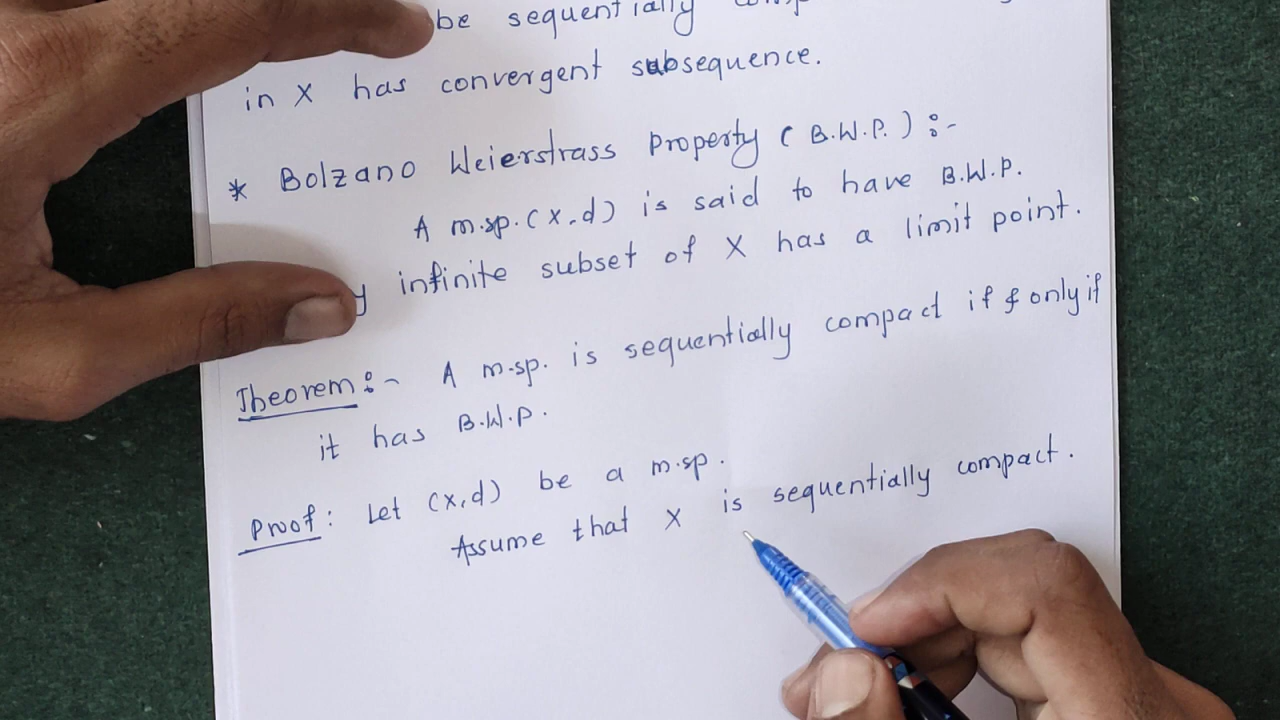 be sequentially
in X has convergent subsequence.
* Bolzano Weierstrass Property ( B.W.P. ) :-
A m.sp. (X,d) is said to have B.W.P.
infinite subset of X has a limit point.
Theorem :- A m.sp. is sequentially compact if & only if
it has B.W.P.
Proof : Let (X,d) be a m.sp.
Assume that X is sequentially compact.